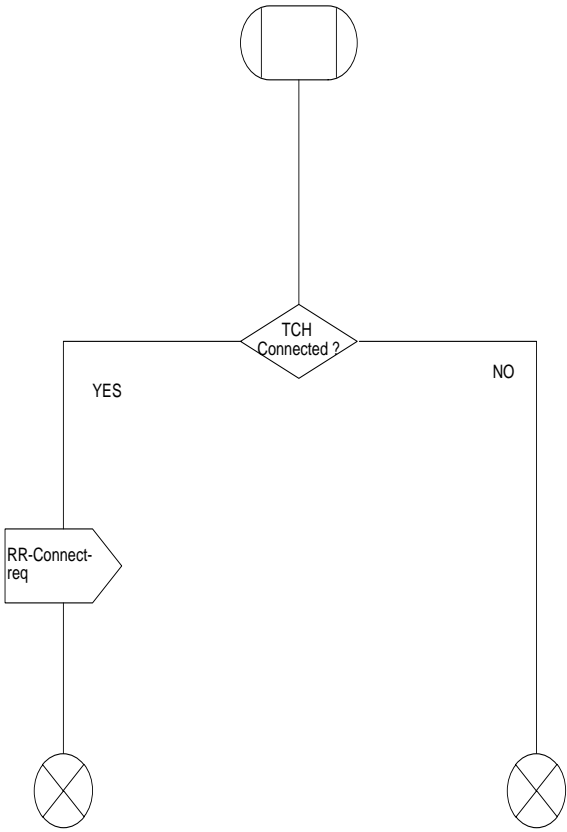 TCH
Connected ?
YES
NO
RR-Connect-
req